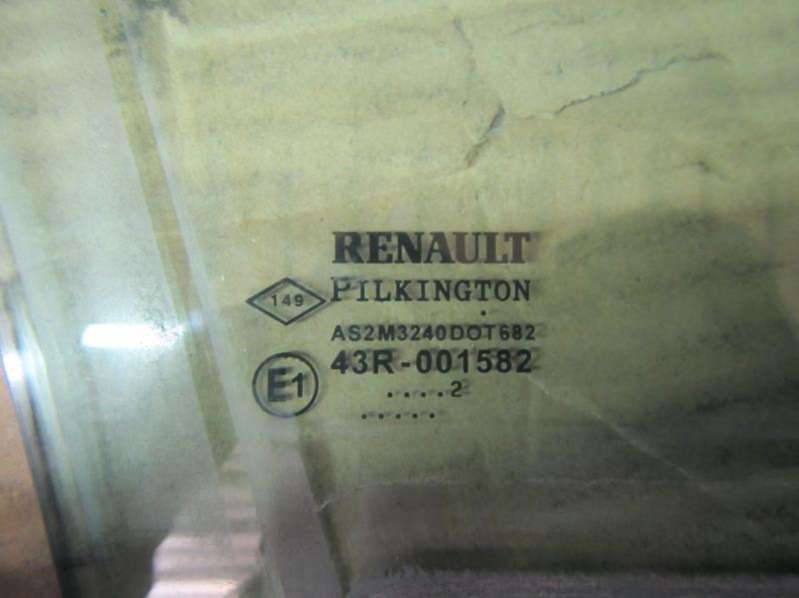 RENAULT
149
PILKINGTON
AS2M3240DOT682
43R-001582
E1
....2
.....